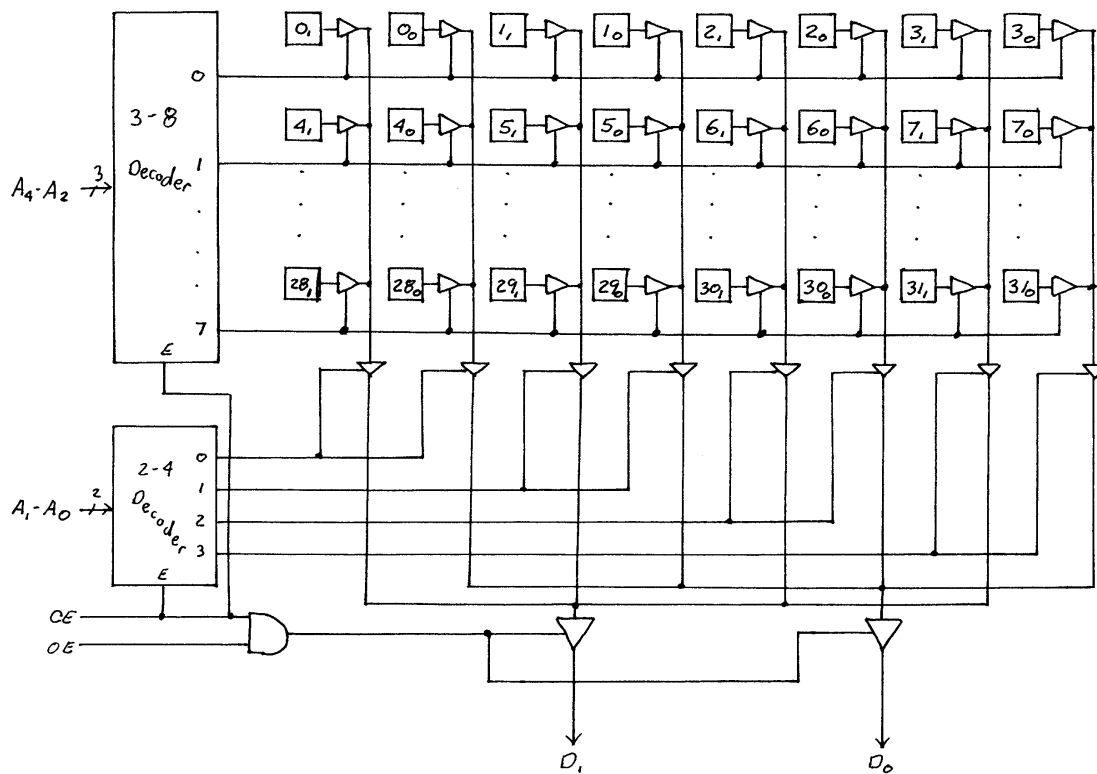 0₁ 0₀ 1₁ 1₀ 2₁ 2₀ 3₁ 3₀
0
3-8
Decoder
4₁ 4₀ 5₁ 5₀ 6₁ 6₀ 7₁ 7₀
1
A₄-A₂ 3
28₁ 28₀ 29₁ 29₀ 30₁ 30₀ 31₁ 31₀
7
E
2-4
Decoder
0
1
A₁-A₀ 2
2
3
E
CE
OE
D₁ D₀